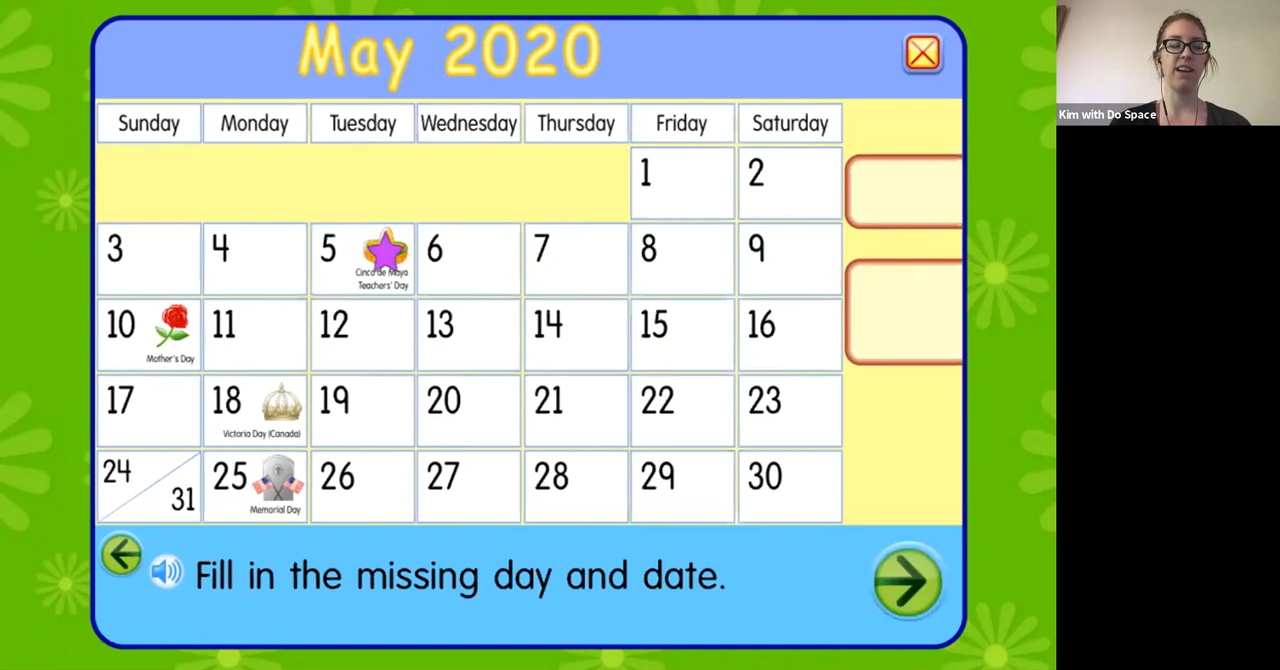 May 2020
Sunday Monday Tuesday Wednesday Thursday Friday Saturday
1 2
3 4 5 6 7 8 9
Cinco de Mayo
Teachers' Day
10 11 12 13 14 15 16
Mother's Day
17 18 19 20 21 22 23
Victoria Day (Canada)
24 31 25 26 27 28 29 30
Memorial Day
Fill in the missing day and date.
Kim with Do Space